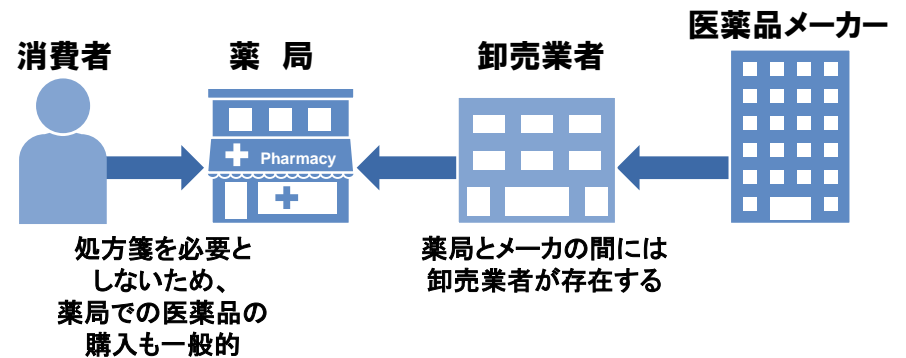 消費者
薬 局
卸売業者
医薬品メーカー
Pharmacy
処方箋を必要と
しないため、
薬局での医薬品の
購入も一般的
薬局とメーカの間には
卸売業者が存在する